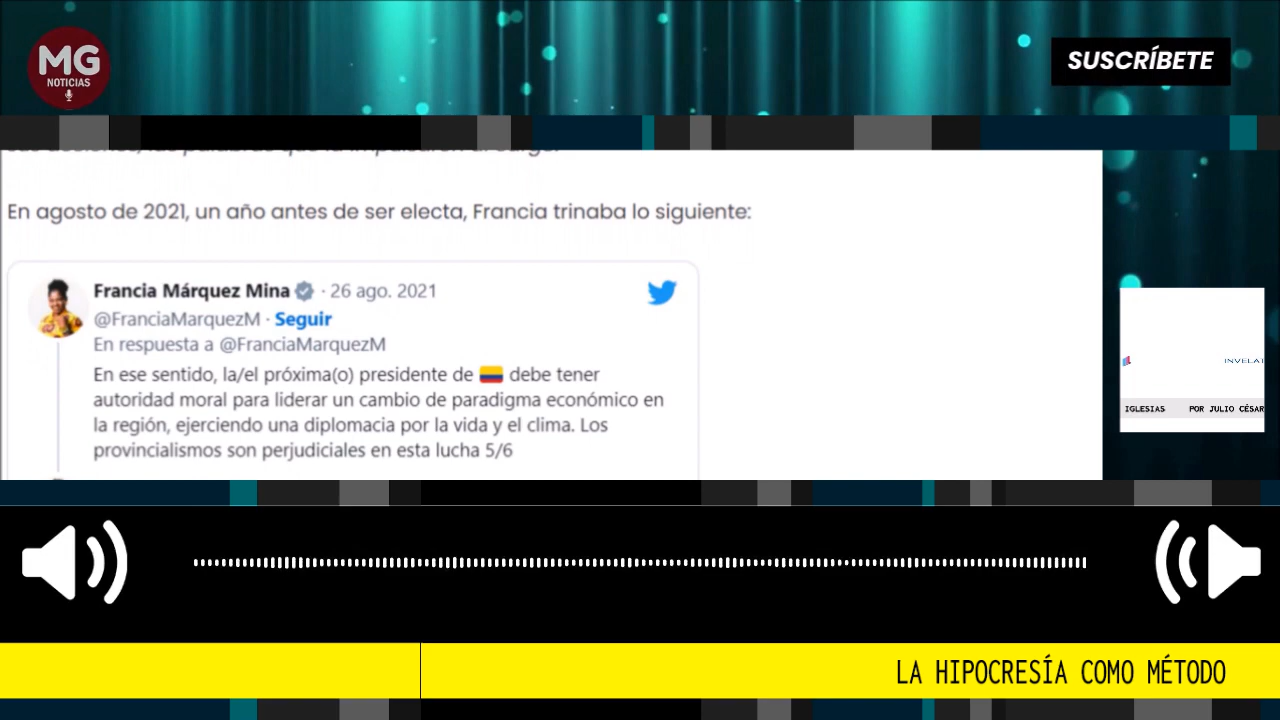 MG
NOTICIAS
SUSCRÍBETE
En agosto de 2021, un año antes de ser electa, Francia trinaba lo siguiente:
Francia Márquez Mina · 26 ago. 2021
@FranciaMarquezM · Seguir
En respuesta a @FranciaMarquezM
En ese sentido, la/el próxima(o) presidente de 🇨🇴 debe tener
autoridad moral para liderar un cambio de paradigma económico en
la región, ejerciendo una diplomacia por la vida y el clima. Los
provincialismos son perjudiciales en esta lucha 5/6
INVELAT
IGLESIAS POR JULIO CÉSAR
LA HIPOCRESÍA COMO MÉTODO